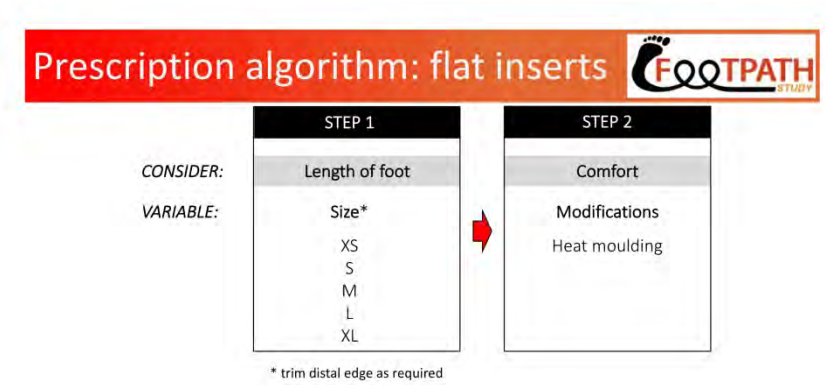 Prescription algorithm: flat inserts
FOOTPATH
STUDY
STEP 1
STEP 2
CONSIDER:
Length of foot
Comfort
VARIABLE:
Size*
Modifications
XS
Heat moulding
S
M
L
XL
* trim distal edge as required